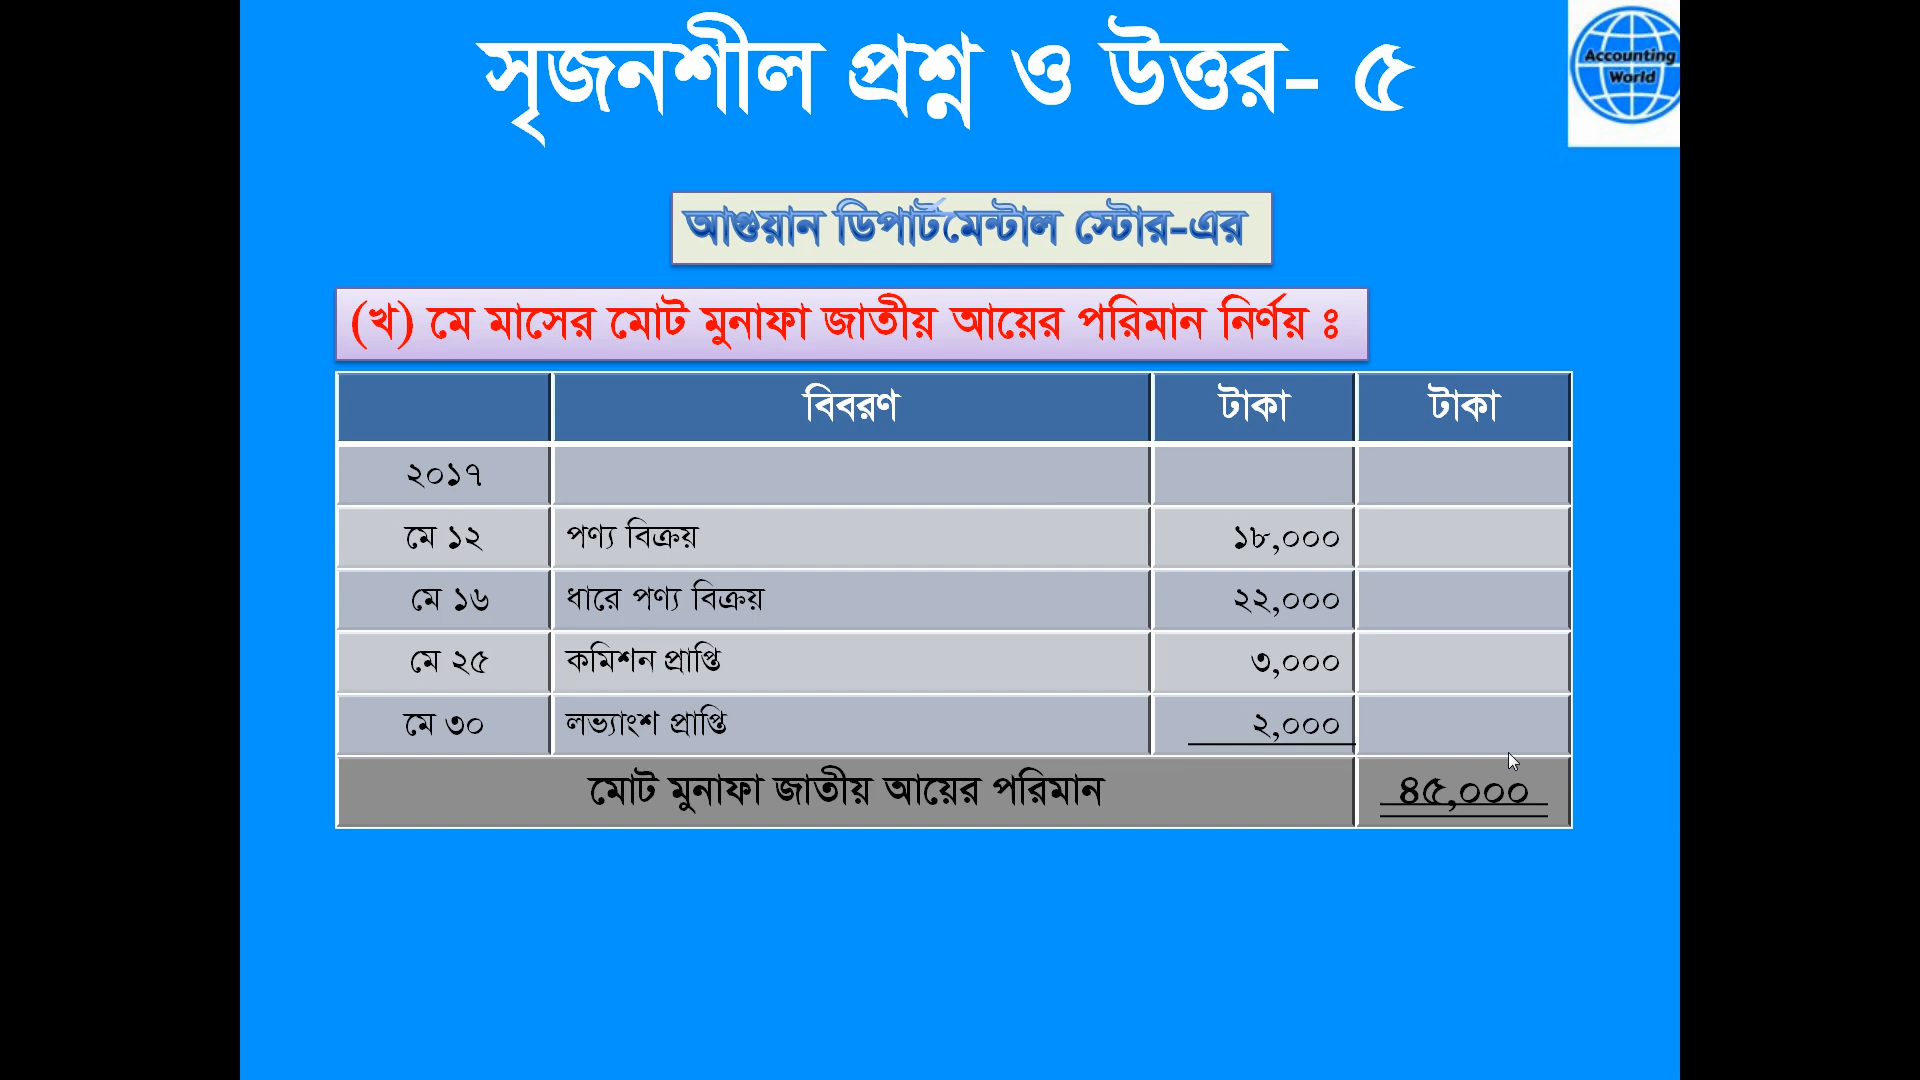 সৃজনশীল প্রশ্ন ও উত্তর- ৫
Accounting
World
আগুয়ান ডিপার্টমেন্টাল স্টোর-এর
(খ) মে মাসের মোট মুনাফা জাতীয় আয়ের পরিমান নির্ণয় ঃ
বিবরণ টাকা টাকা
২০১৭
মে ১২ পণ্য বিক্রয় ১৮,০০০
মে ১৬ ধারে পণ্য বিক্রয় ২২,০০০
মে ২৫ কমিশন প্রাপ্তি ৩,০০০
মে ৩০ লভ্যাংশ প্রাপ্তি ২,০০০
মোট মুনাফা জাতীয় আয়ের পরিমান ৪৫,০০০